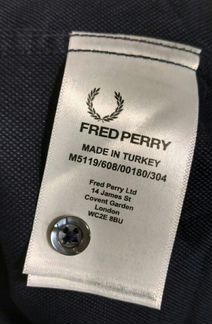 FRED PERRY
MADE IN TURKEY
M5119/608/00180/304
Fred Perry Ltd
14 James St
Covent Garden
London
WC2E 8BU